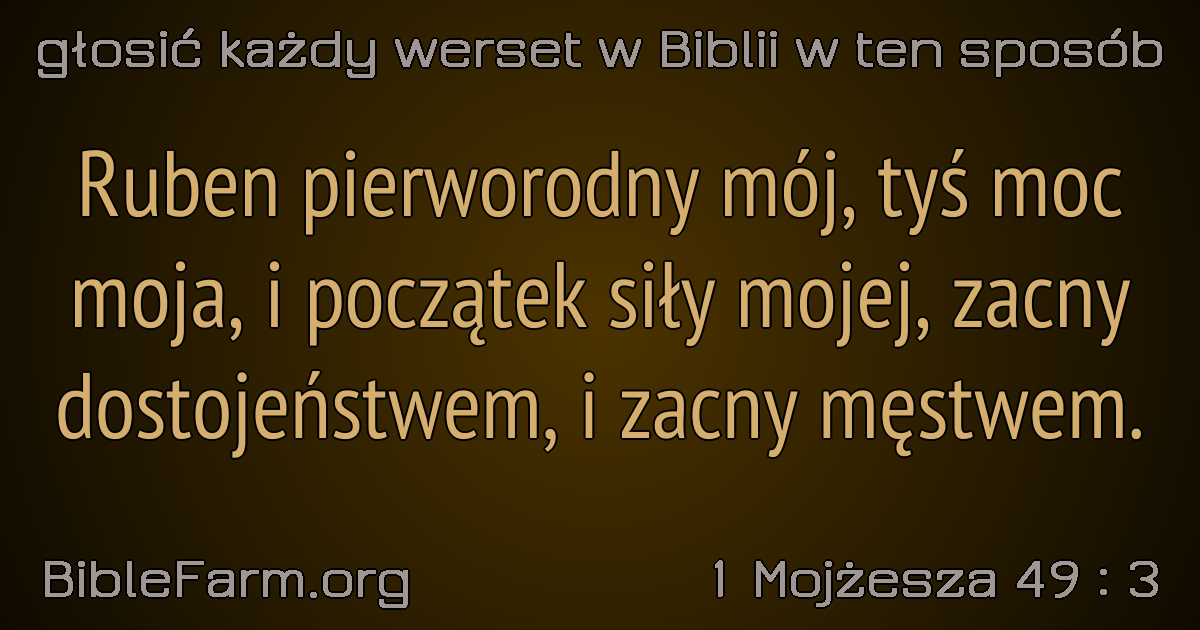 głosić każdy werset w Biblii w ten sposób
Ruben pierworodny mój, tyś moc
moja, i początek siły mojej, zacny
dostojeństwem, i zacny męstwem.
BibleFarm.org
1 Mojżesza 49 : 3